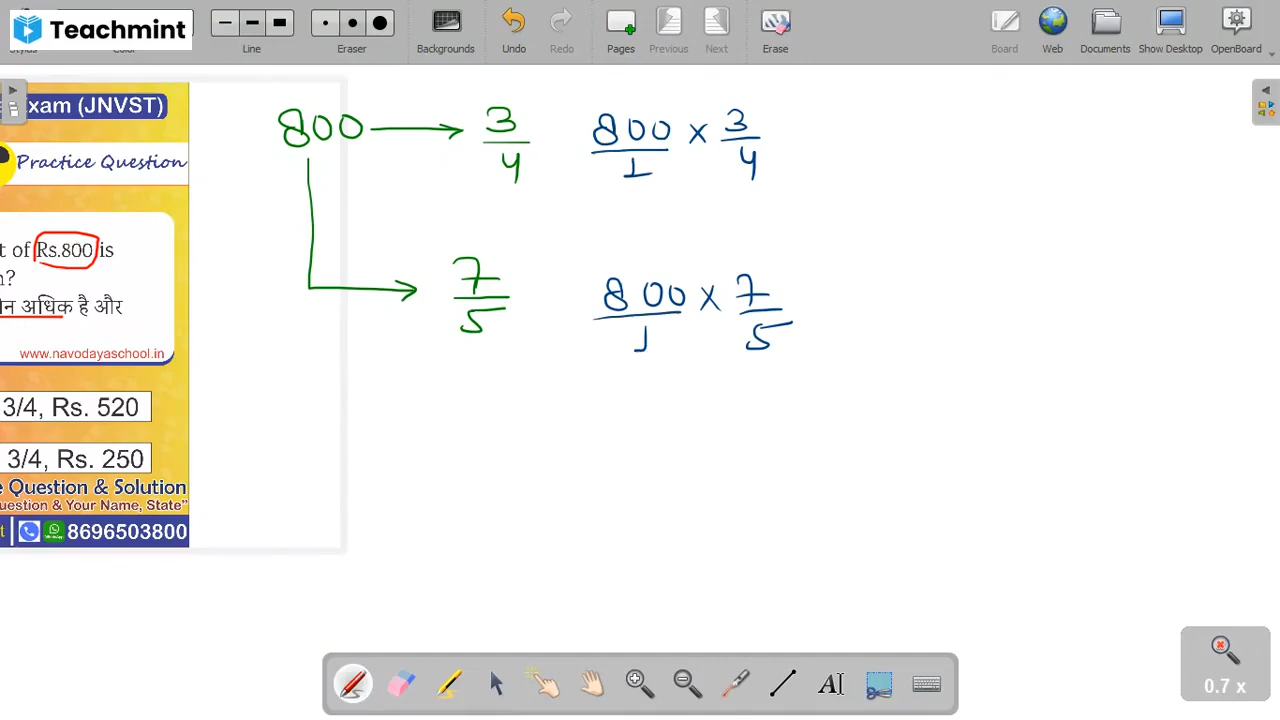 Teachmint
Line
Eraser
Backgrounds
Undo
Redo
Pages
Previous
Next
Erase
Board
Web
Documents
Show Desktop
OpenBoard
xam (JNVST)
Practice Question
t of Rs.800 is
n?
न अधिक है और
www.navodayaschool.in
3/4, Rs. 520
3/4, Rs. 250
e Question & Solution
uestion & Your Name, State”
t 8696503800
800 → 3/4 800/1 × 3/4
→ 7/5 800/1 × 7/5
0.7 x